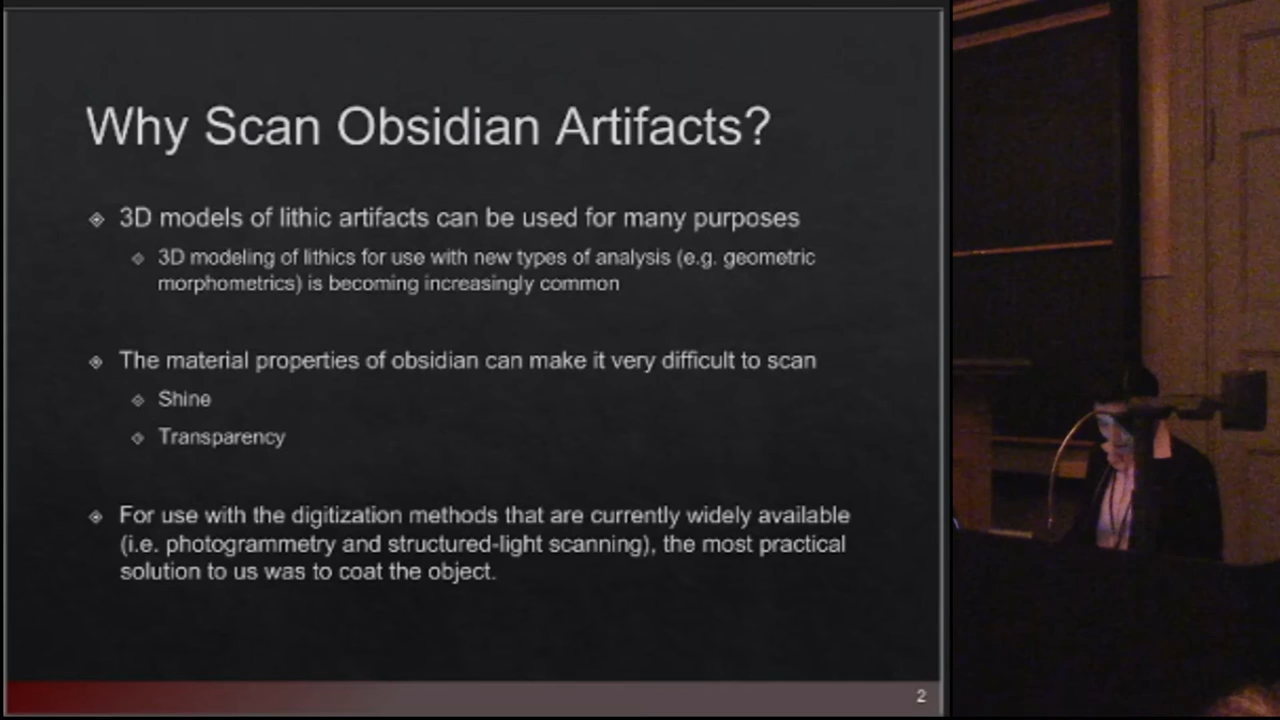 Why Scan Obsidian Artifacts?
3D models of lithic artifacts can be used for many purposes
3D modeling of lithics for use with new types of analysis (e.g. geometric
morphometrics) is becoming increasingly common
The material properties of obsidian can make it very difficult to scan
Shine
Transparency
For use with the digitization methods that are currently widely available
(i.e. photogrammetry and structured-light scanning), the most practical
solution to us was to coat the object.
2